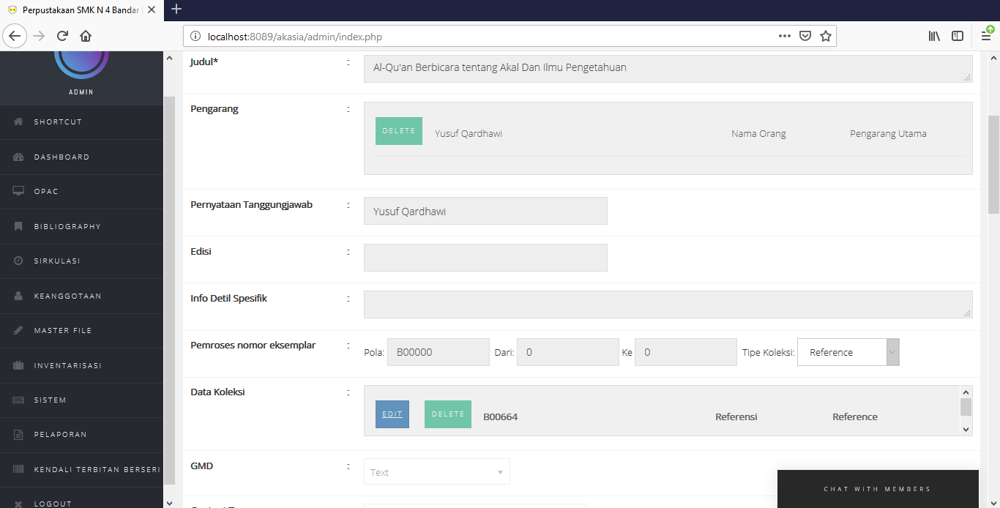 Perpustakaan SMK N 4 Bandar
localhost:8089/akasia/admin/index.php
ADMIN
SHORTCUT
DASHBOARD
OPAC
BIBLIOGRAPHY
SIRKULASI
KEANGGOTAAN
MASTER FILE
INVENTARISASI
SISTEM
PELAPORAN
KENDALI TERBITAN BERSERI
LOGOUT
Judul* : Al-Qu'an Berbicara tentang Akal Dan Ilmu Pengetahuan
Pengarang : DELETE Yusuf Qardhawi Nama Orang Pengarang Utama
Pernyataan Tanggungjawab : Yusuf Qardhawi
Edisi :
Info Detil Spesifik :
Pemroses nomor eksemplar : Pola: B00000 Dari: 0 Ke 0 Tipe Koleksi: Reference
Data Koleksi : EDIT DELETE B00664 Referensi Reference
GMD : Text
CHAT WITH MEMBERS